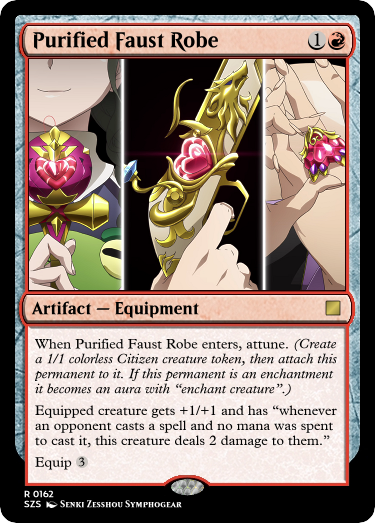 Purified Faust Robe 1
Artifact — Equipment
When Purified Faust Robe enters, attune. (Create
a 1/1 colorless Citizen creature token, then attach this
permanent to it. If this permanent is an enchantment
it becomes an aura with “enchant creature”.)
Equipped creature gets +1/+1 and has “whenever
an opponent casts a spell and no mana was spent
to cast it, this creature deals 2 damage to them.”
Equip 3
R 0162
SZS Senki Zesshou Symphogear